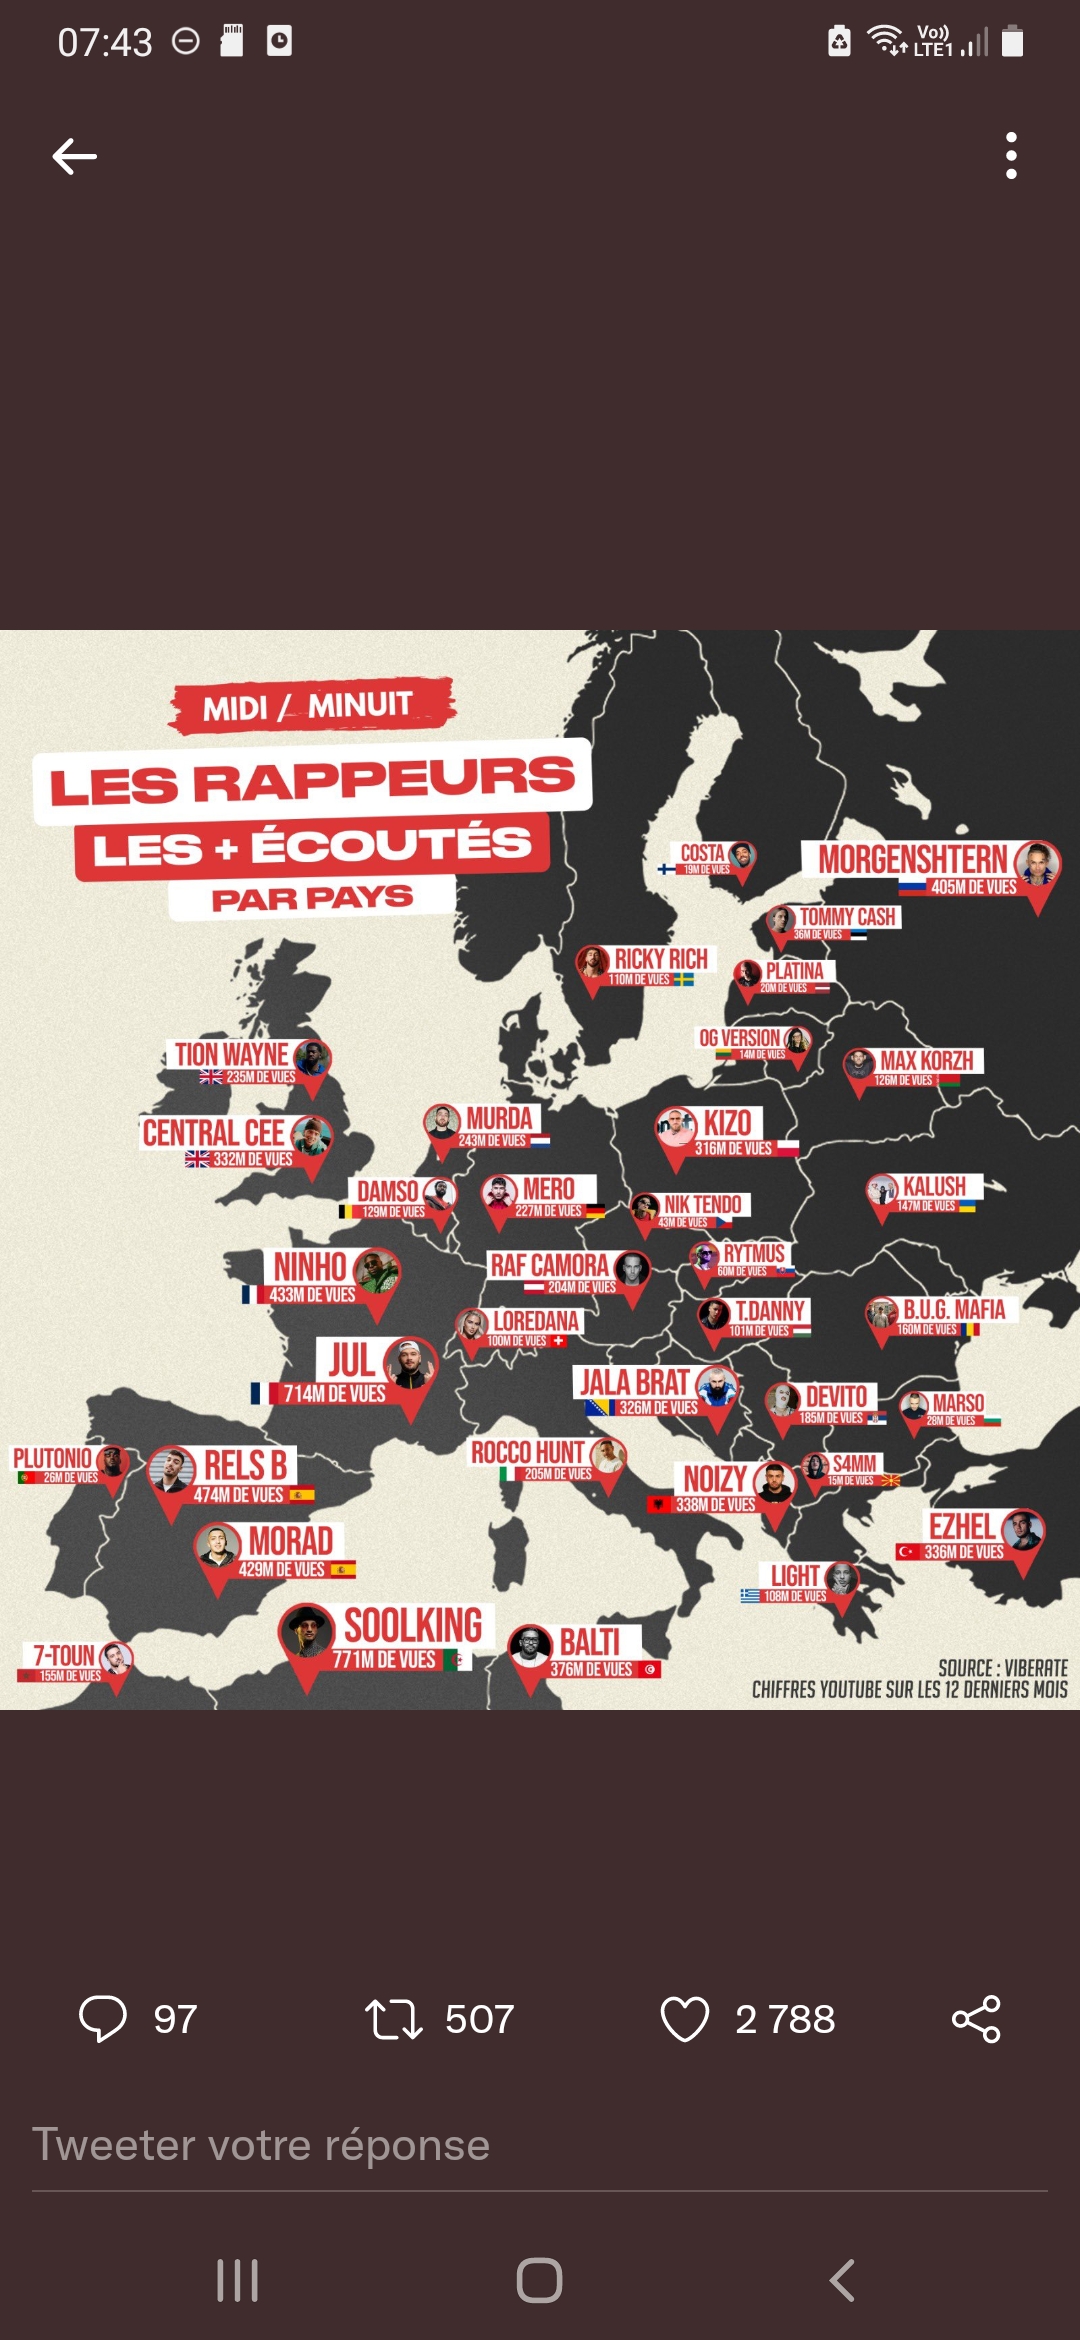 07:43
Vo))
LTE1
MIDI / MINUIT
LES RAPPEURS
LES + ÉCOUTÉS
PAR PAYS
COSTA
19M DE VUES
MORGENSHTERN
405M DE VUES
TOMMY CASH
36M DE VUES
RICKY RICH
110M DE VUES
PLATINA
20M DE VUES
TION WAYNE
235M DE VUES
OG VERSION
14M DE VUES
MAX KORZH
126M DE VUES
CENTRAL CEE
332M DE VUES
MURDA
243M DE VUES
KIZO
316M DE VUES
DAMSO
129M DE VUES
MERO
227M DE VUES
NIK TENDO
43M DE VUES
KALUSH
147M DE VUES
NINHO
433M DE VUES
RAF CAMORA
204M DE VUES
RYTMUS
60M DE VUES
LOREDANA
100M DE VUES
T.DANNY
101M DE VUES
B.U.G. MAFIA
160M DE VUES
JUL
714M DE VUES
JALA BRAT
326M DE VUES
DEVITO
185M DE VUES
MARSO
28M DE VUES
PLUTONIO
26M DE VUES
RELS B
474M DE VUES
ROCCO HUNT
205M DE VUES
NOIZY
338M DE VUES
S4MM
15M DE VUES
MORAD
429M DE VUES
EZHEL
336M DE VUES
LIGHT
108M DE VUES
7-TOUN
155M DE VUES
SOOLKING
771M DE VUES
BALTI
376M DE VUES
SOURCE : VIBERATE
CHIFFRES YOUTUBE SUR LES 12 DERNIERS MOIS
97
507
2 788
Tweeter votre réponse